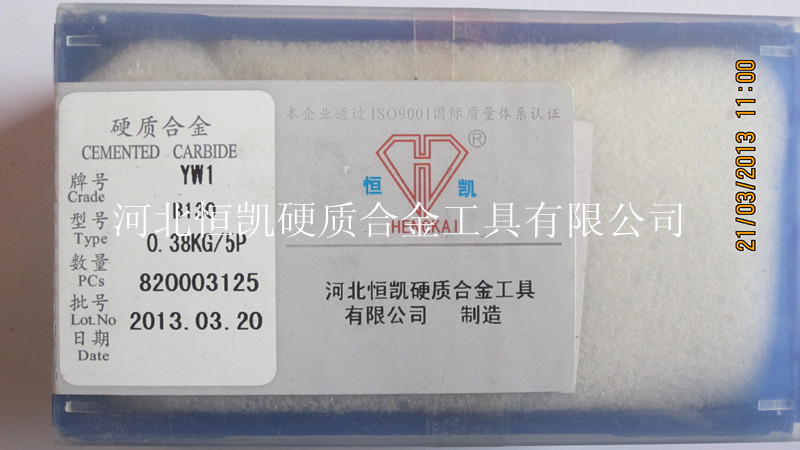 本企业通过ISO9001国际质量体系认证
硬质合金
CEMENTED CARBIDE
牌号 YW1
Crade
型号
Type 0.38KG/5P
数量
PCs 820003125
批号
Lot.No 2013.03.20
日期
Date
恒 凯 ®
HENGKAI
河北恒凯硬质合金工具有限公司
河北恒凯硬质合金工具
有限公司 制造
21/03/2013 11:00